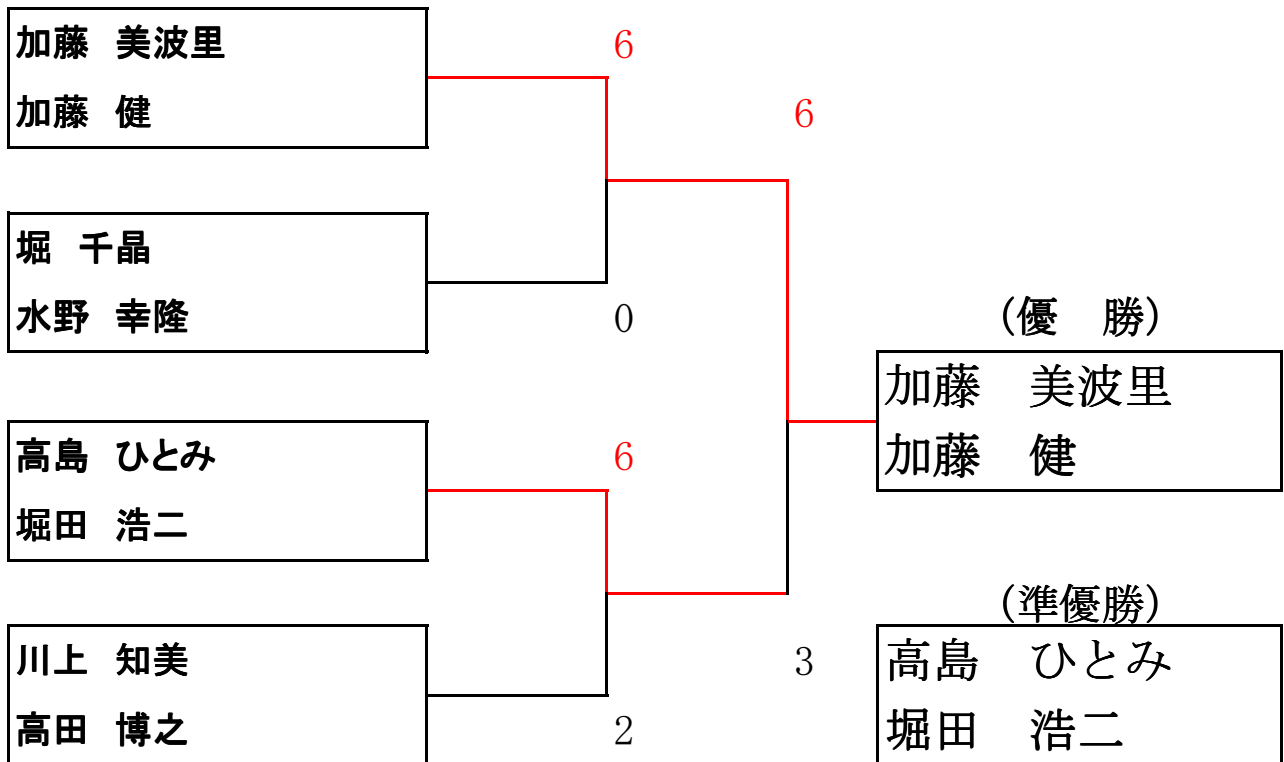 加藤　美波里
加藤　健
6
6
堀　千晶
水野　幸隆
0
高島　ひとみ
堀田　浩二
6
川上　知美
高田　博之
2
3
(優　勝)
加藤　美波里
加藤　健
(準優勝)
高島　ひとみ
堀田　浩二